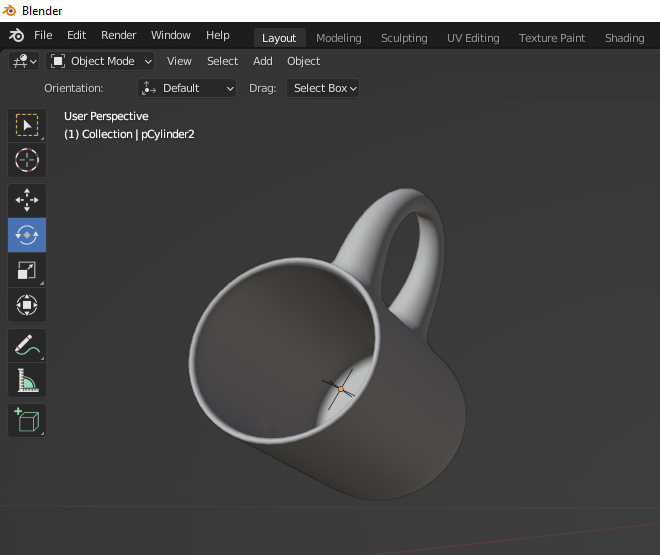 Blender
File Edit Render Window Help Layout Modeling Sculpting UV Editing Texture Paint Shading
Object Mode View Select Add Object
Orientation: Default Drag: Select Box
User Perspective
(1) Collection | pCylinder2